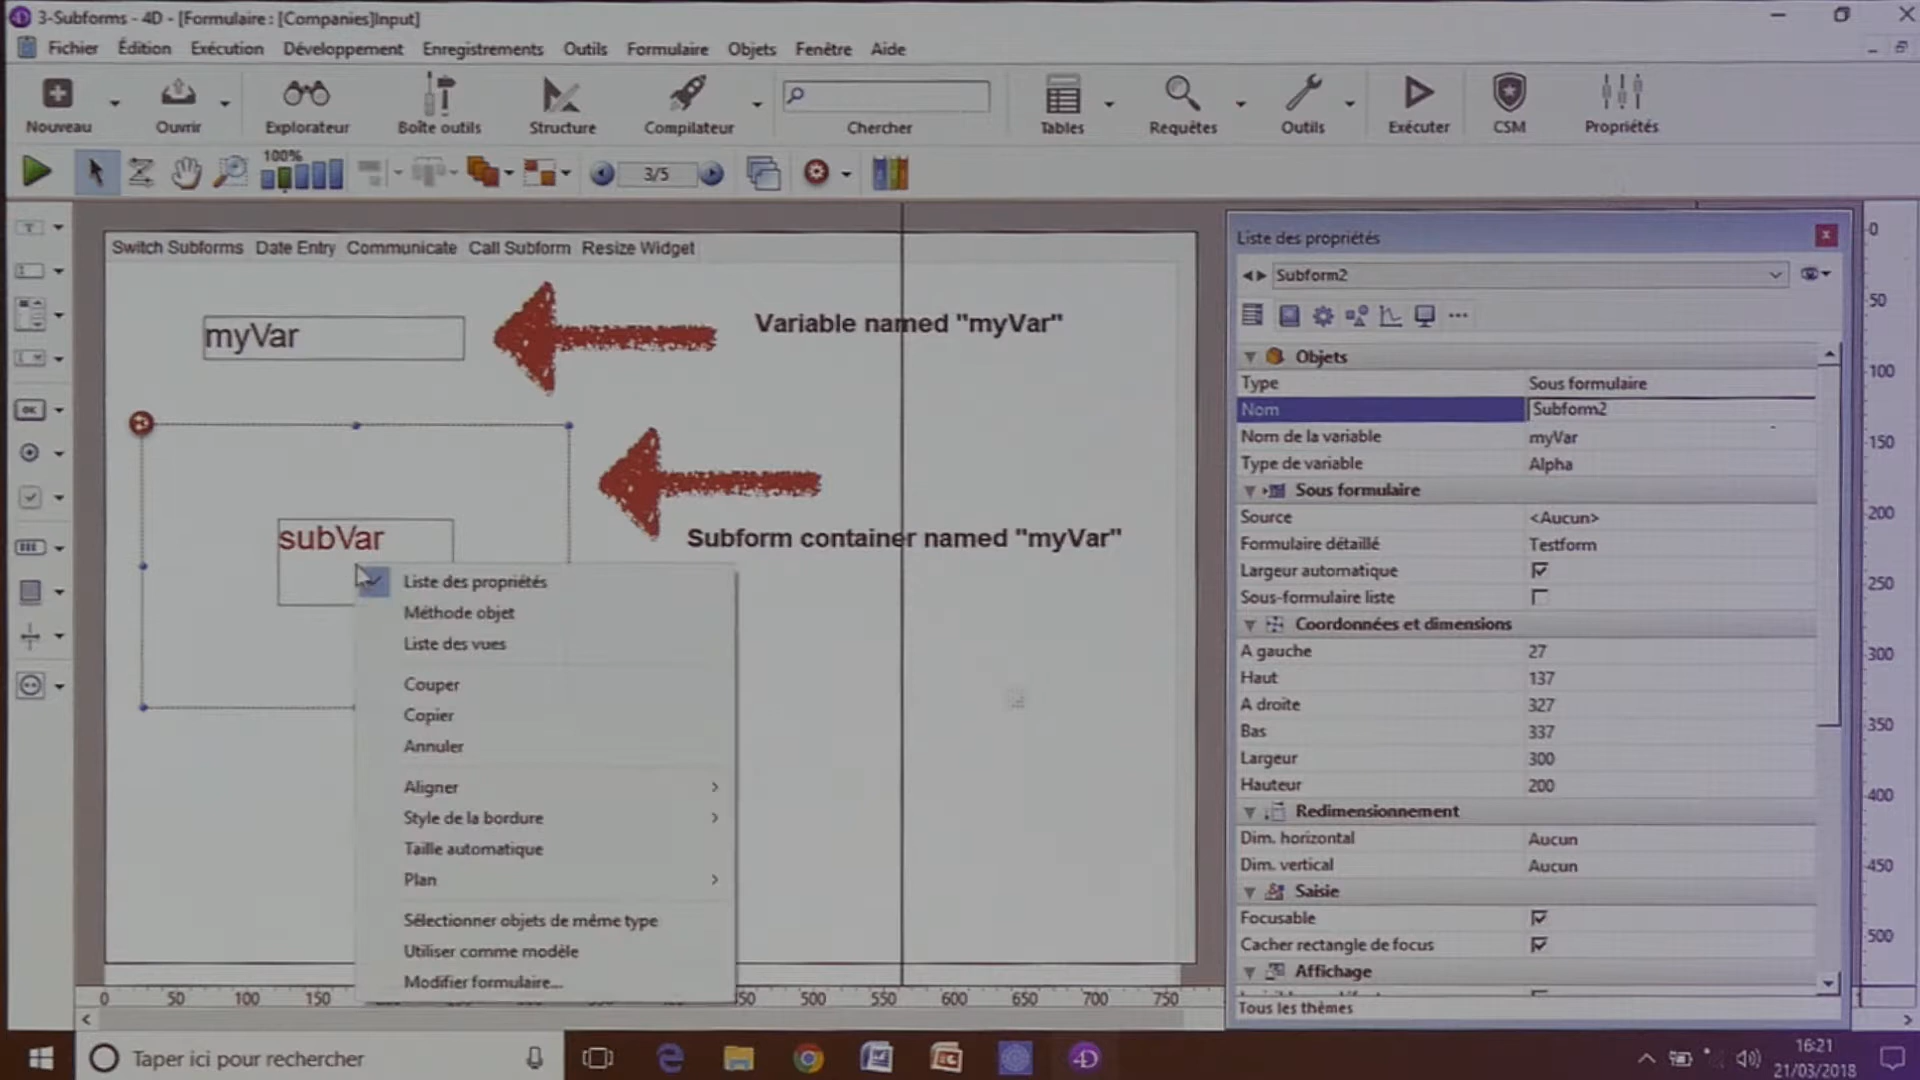 3-Subforms - 4D - [Formulaire : [Companies]Input]
Fichier Édition Exécution Développement Enregistrements Outils Formulaire Objets Fenêtre Aide
Nouveau Ouvrir Explorateur Boîte outils Structure Compilateur Chercher Tables Requêtes Outils Exécuter CSM Propriétés
100%
3/5
Switch Subforms Date Entry Communicate Call Subform Resize Widget
myVar
Variable named "myVar"
subVar
Subform container named "myVar"
Liste des propriétés
Méthode objet
Liste des vues
Couper
Copier
Annuler
Aligner
Style de la bordure
Taille automatique
Plan
Sélectionner objets de même type
Utiliser comme modèle
Modifier formulaire...
0 50 100 150 500 550 600 650 700 750
Liste des propriétés
Subform2
Objets
Type Sous formulaire
Nom Subform2
Nom de la variable myVar
Type de variable Alpha
Sous formulaire
Source <Aucun>
Formulaire détaillé Testform
Largeur automatique
Sous-formulaire liste
Coordonnées et dimensions
A gauche 27
Haut 137
A droite 327
Bas 337
Largeur 300
Hauteur 200
Redimensionnement
Dim. horizontal Aucun
Dim. vertical Aucun
Saisie
Focusable
Cacher rectangle de focus
Affichage
Tous les thèmes
0
50
100
150
200
250
300
350
400
450
500
Taper ici pour rechercher
4D
16:21
21/03/2018